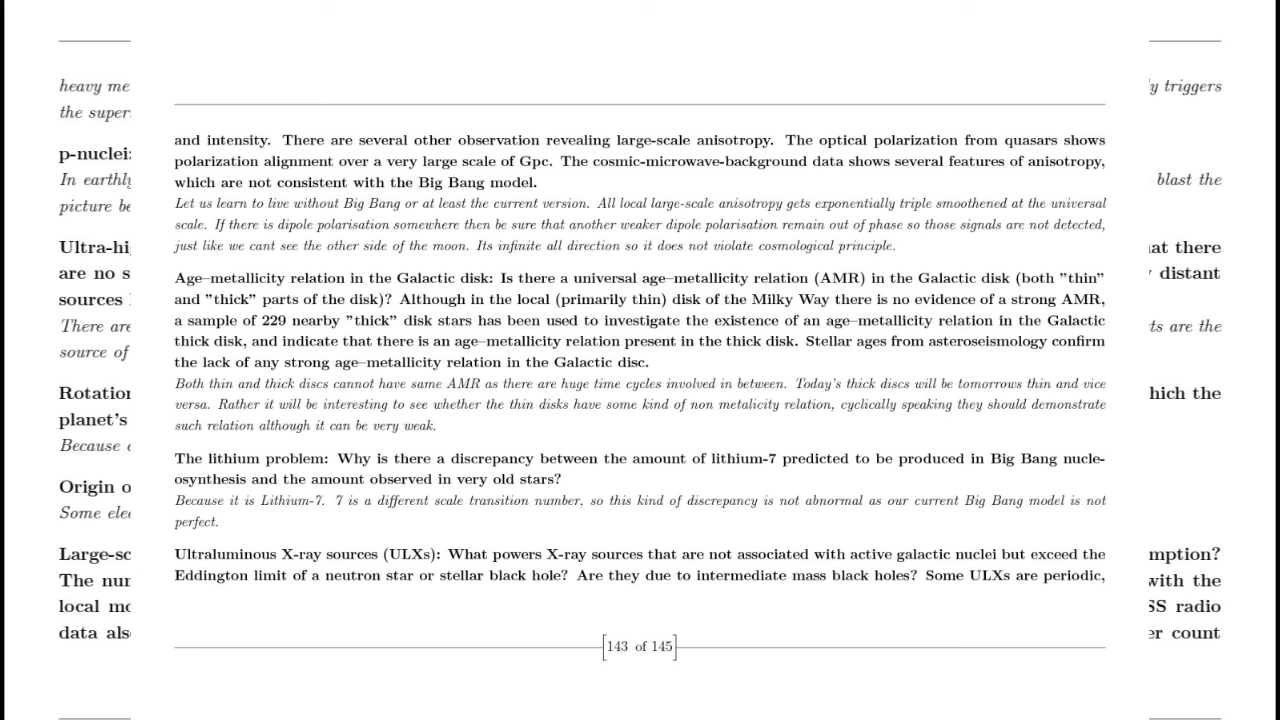 heavy me
the super
p-nuclei:
In earthly
picture be
Ultra-hi
are no s
sources
There are
source of
Rotation
planet's
Because
Origin o
Some elec
Large-sc
The num
local mo
data als
and intensity. There are several other observation revealing large-scale anisotropy. The optical polarization from quasars shows
polarization alignment over a very large scale of Gpc. The cosmic-microwave-background data shows several features of anisotropy,
which are not consistent with the Big Bang model.
Let us learn to live without Big Bang or at least the current version. All local large-scale anisotropy gets exponentially triple smoothened at the universal
scale. If there is dipole polarisation somewhere then be sure that another weaker dipole polarisation remain out of phase so those signals are not detected,
just like we cant see the other side of the moon. Its infinite all direction so it does not violate cosmological principle.
Age–metallicity relation in the Galactic disk: Is there a universal age–metallicity relation (AMR) in the Galactic disk (both ”thin”
and ”thick” parts of the disk)? Although in the local (primarily thin) disk of the Milky Way there is no evidence of a strong AMR,
a sample of 229 nearby ”thick” disk stars has been used to investigate the existence of an age–metallicity relation in the Galactic
thick disk, and indicate that there is an age–metallicity relation present in the thick disk. Stellar ages from asteroseismology confirm
the lack of any strong age–metallicity relation in the Galactic disc.
Both thin and thick discs cannot have same AMR as there are huge time cycles involved in between. Today's thick discs will be tomorrows thin and vice
versa. Rather it will be interesting to see whether the thin disks have some kind of non metalicity relation, cyclically speaking they should demonstrate
such relation although it can be very weak.
The lithium problem: Why is there a discrepancy between the amount of lithium-7 predicted to be produced in Big Bang nucle-
osynthesis and the amount observed in very old stars?
Because it is Lithium-7. 7 is a different scale transition number, so this kind of discrepancy is not abnormal as our current Big Bang model is not
perfect.
Ultraluminous X-ray sources (ULXs): What powers X-ray sources that are not associated with active galactic nuclei but exceed the
Eddington limit of a neutron star or stellar black hole? Are they due to intermediate mass black holes? Some ULXs are periodic,
143 of 145
y triggers
blast the
at there
distant
ts are the
hich the
mption?
with the
SS radio
er count